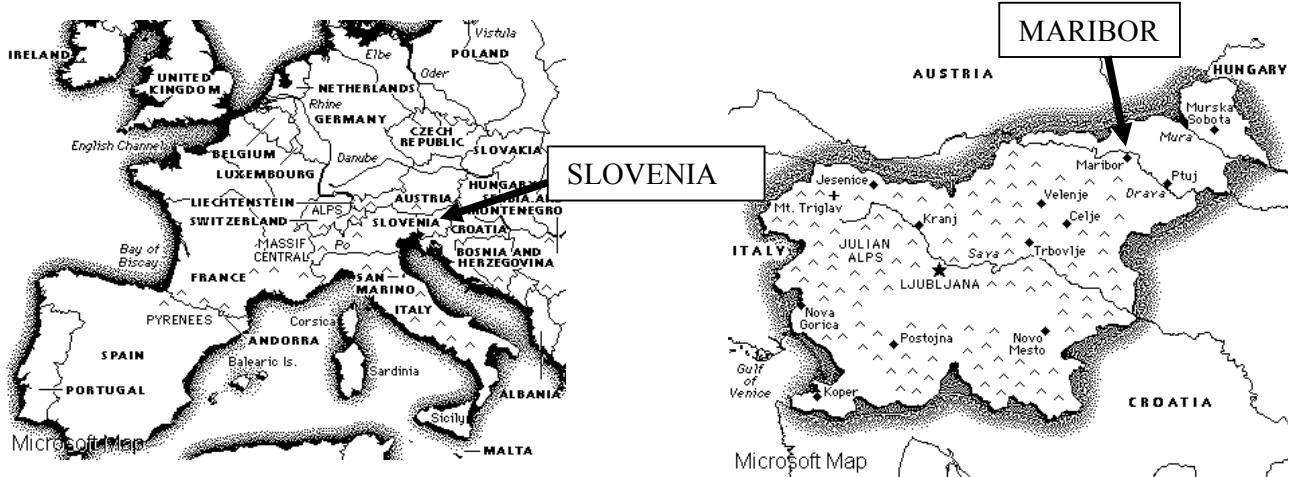 IRELAND
UNITED
KINGDOM
Elbe
Vistula
POLAND
Oder
NETHERLANDS
Rhine
GERMANY
English Channel
CZECH
REPUBLIC
BELGIUM
SLOVAKIA
LUXEMBOURG
Danube
SLOVENIA
LIECHTENSTEIN
SWITZERLAND
ALPS
AUSTRIA
HUNGARY
SERBIA AND
MONTENEGRO
SLOVENIA
CROATIA
Bay of
Biscay
MASSIF
CENTRAL
Po
BOSNIA AND
HERZEGOVINA
FRANCE
SAN
MARINO
ITALY
PYRENEES
ANDORRA
Corsica
SPAIN
Balearic Is.
Sardinia
PORTUGAL
ALBANIA
Sicily
MALTA
Microsoft Map
MARIBOR
AUSTRIA
HUNGARY
Murska
Sobota
Mura
Maribor
Jesenice
Ptuj
Mt. Triglav
Velenje
Drava
Kranj
Celje
ITALY
JULIAN
ALPS
Sava
Trbovlje
LJUBLJANA
Nova
Gorica
Postojna
Novo
Mesto
Gulf
of
Venice
Koper
CROATIA
Microsoft Map